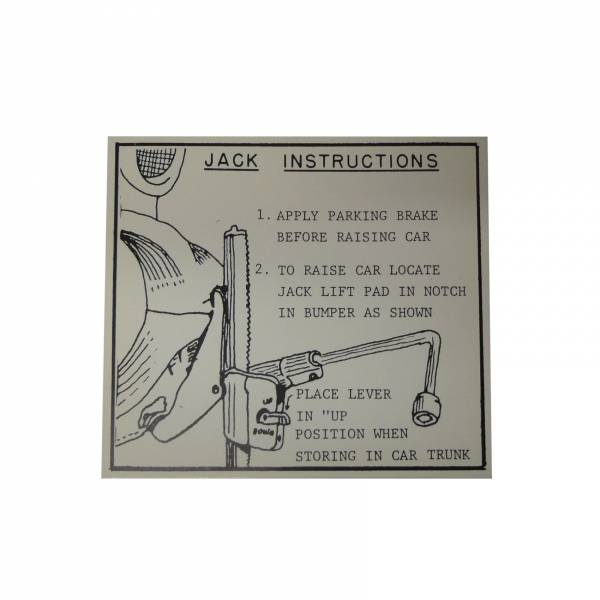 JACK INSTRUCTIONS
1. APPLY PARKING BRAKE
BEFORE RAISING CAR
2. TO RAISE CAR LOCATE
JACK LIFT PAD IN NOTCH
IN BUMPER AS SHOWN
PLACE LEVER
IN "UP
POSITION WHEN
STORING IN CAR TRUNK
UP